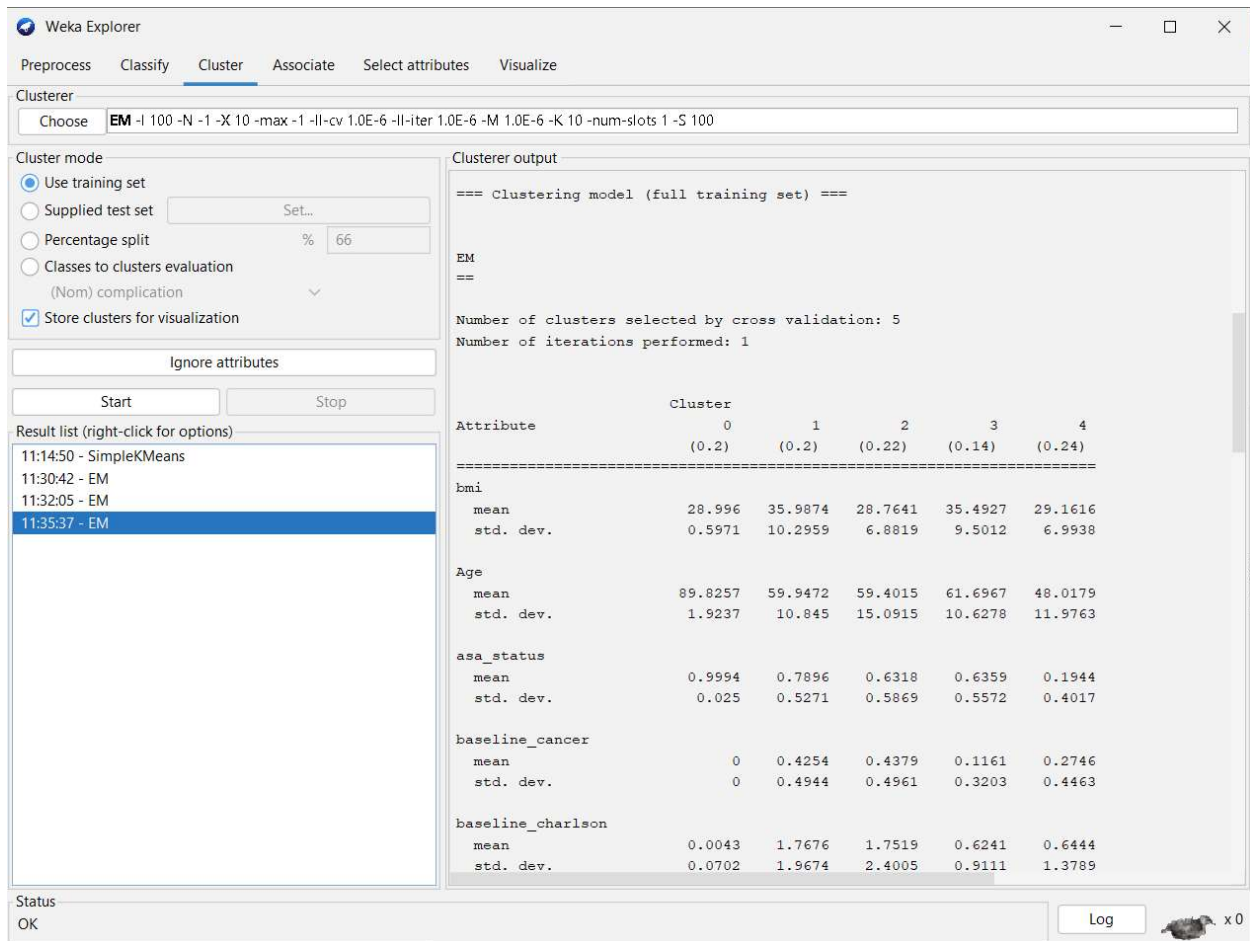 Weka Explorer
Preprocess Classify Cluster Associate Select attributes Visualize
Clusterer
Choose EM -I 100 -N -1 -X 10 -max -1 -ll-cv 1.0E-6 -ll-iter 1.0E-6 -M 1.0E-6 -K 10 -num-slots 1 -S 100
Cluster mode
Use training set
Supplied test set Set...
Percentage split % 66
Classes to clusters evaluation
(Nom) complication
Store clusters for visualization
Ignore attributes
Start Stop
Result list (right-click for options)
11:14:50 - SimpleKMeans
11:30:42 - EM
11:32:05 - EM
11:35:37 - EM
Clusterer output
=== Clustering model (full training set) ===
EM
==
Number of clusters selected by cross validation: 5
Number of iterations performed: 1
Cluster
Attribute 0 1 2 3 4
(0.2) (0.2) (0.22) (0.14) (0.24)
==========================================================================
bmi
mean 28.996 35.9874 28.7641 35.4927 29.1616
std. dev. 0.5971 10.2959 6.8819 9.5012 6.9938
Age
mean 89.8257 59.9472 59.4015 61.6967 48.0179
std. dev. 1.9237 10.845 15.0915 10.6278 11.9763
asa_status
mean 0.9994 0.7896 0.6318 0.6359 0.1944
std. dev. 0.025 0.5271 0.5869 0.5572 0.4017
baseline_cancer
mean 0 0.4254 0.4379 0.1161 0.2746
std. dev. 0 0.4944 0.4961 0.3203 0.4463
baseline_charlson
mean 0.0043 1.7676 1.7519 0.6241 0.6444
std. dev. 0.0702 1.9674 2.4005 0.9111 1.3789
Status
OK
Log x 0